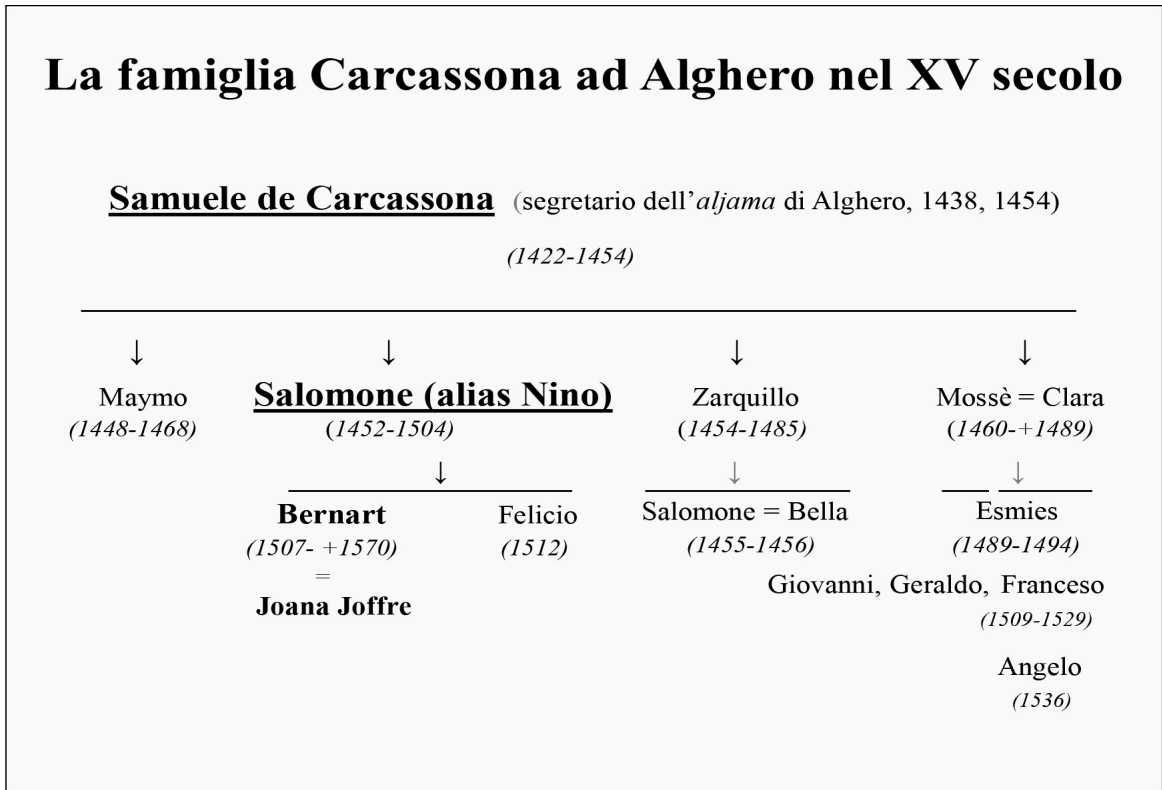 La famiglia Carcassona ad Alghero nel XV secolo
Samuele de Carcassona (segretario dell’aljama di Alghero, 1438, 1454)
(1422-1454)
↓ ↓ ↓ ↓
Maymo Salomone (alias Nino) Zarquillo Mossè = Clara
(1448-1468) (1452-1504) (1454-1485) (1460-+1489)
↓ ↓ ↓
Bernart Felicio Salomone = Bella Esmies
(1507- +1570) (1512) (1455-1456) (1489-1494)
=
Giovanni, Geraldo, Franceso
Joana Joffre
(1509-1529)
Angelo
(1536)